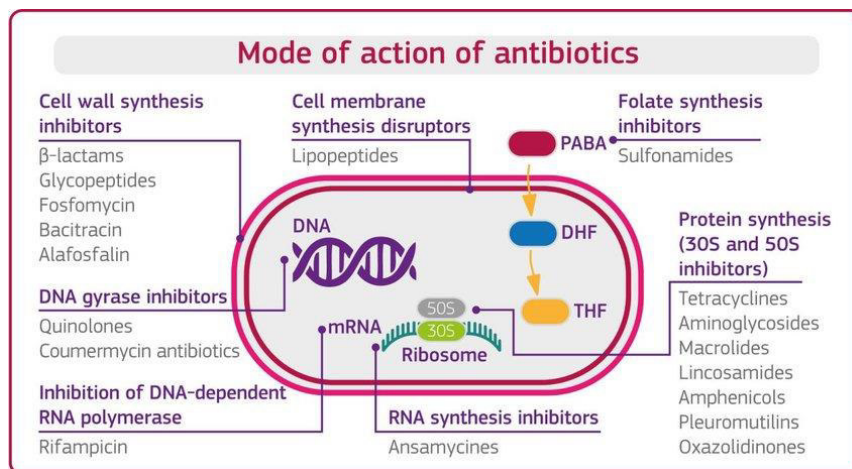 Mode of action of antibiotics
Cell wall synthesis
inhibitors
β-lactams
Glycopeptides
Fosfomycin
Bacitracin
Alafosfalin
Cell membrane
synthesis disruptors
Lipopeptides
Folate synthesis
inhibitors
Sulfonamides
PABA
DHF
THF
DNA
DNA gyrase inhibitors
Quinolones
Coumermycin antibiotics
mRNA
50S
30S
Ribosome
Protein synthesis
(30S and 50S
inhibitors)
Tetracyclines
Aminoglycosides
Macrolides
Lincosamides
Amphenicols
Pleuromutilins
Oxazolidinones
Inhibition of DNA-dependent
RNA polymerase
Rifampicin
RNA synthesis inhibitors
Ansamycines